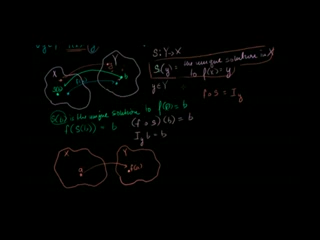 S: Y → X
S(y): the unique solution in X
to f(x) = y
y ∈ Y
f ∘ S = I_y
X
Y
y
S(b)
b
S(b) = the unique solution to f(x) = b
f(S(b)) = b
(f ∘ S)(b) = b
I_y b = b
X
Y
a
f(a)